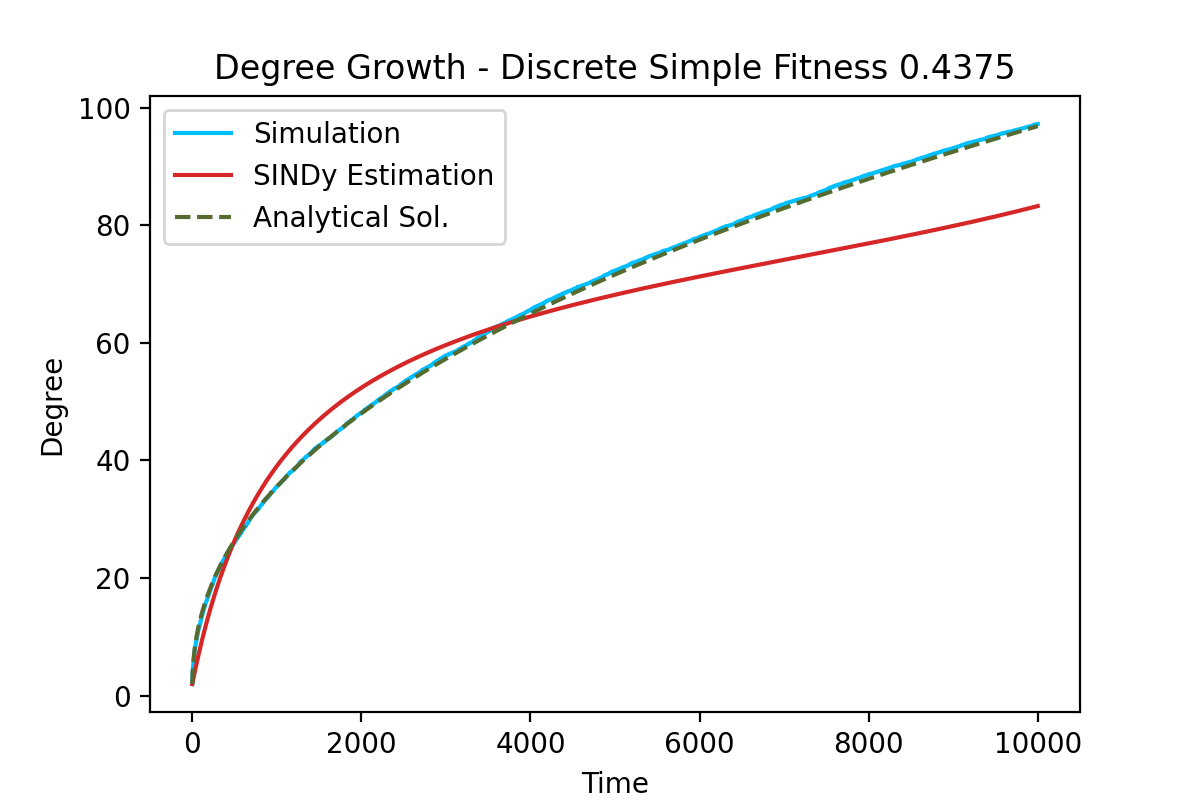 Degree Growth - Discrete Simple Fitness 0.4375
Simulation
SINDy Estimation
Analytical Sol.
100
80
60
40
20
0
Degree
0 2000 4000 6000 8000 10000
Time